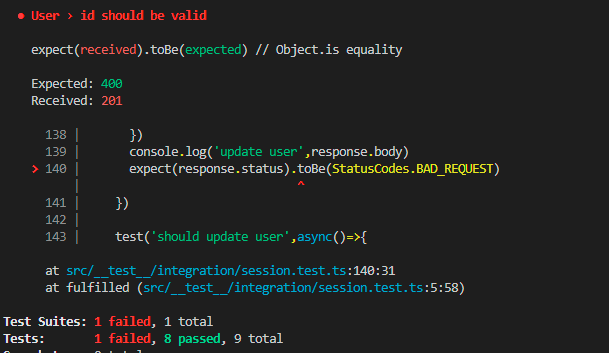 ● User › id should be valid
expect(received).toBe(expected) // Object.is equality
Expected: 400
Received: 201
138 |       })
139 |       console.log('update user',response.body)
> 140 |       expect(response.status).toBe(StatusCodes.BAD_REQUEST)
|                               ^
141 |     })
142 |
143 |     test('should update user',async()=>{
at src/__test__/integration/session.test.ts:140:31
at fulfilled (src/__test__/integration/session.test.ts:5:58)
Test Suites: 1 failed, 1 total
Tests:       1 failed, 8 passed, 9 total